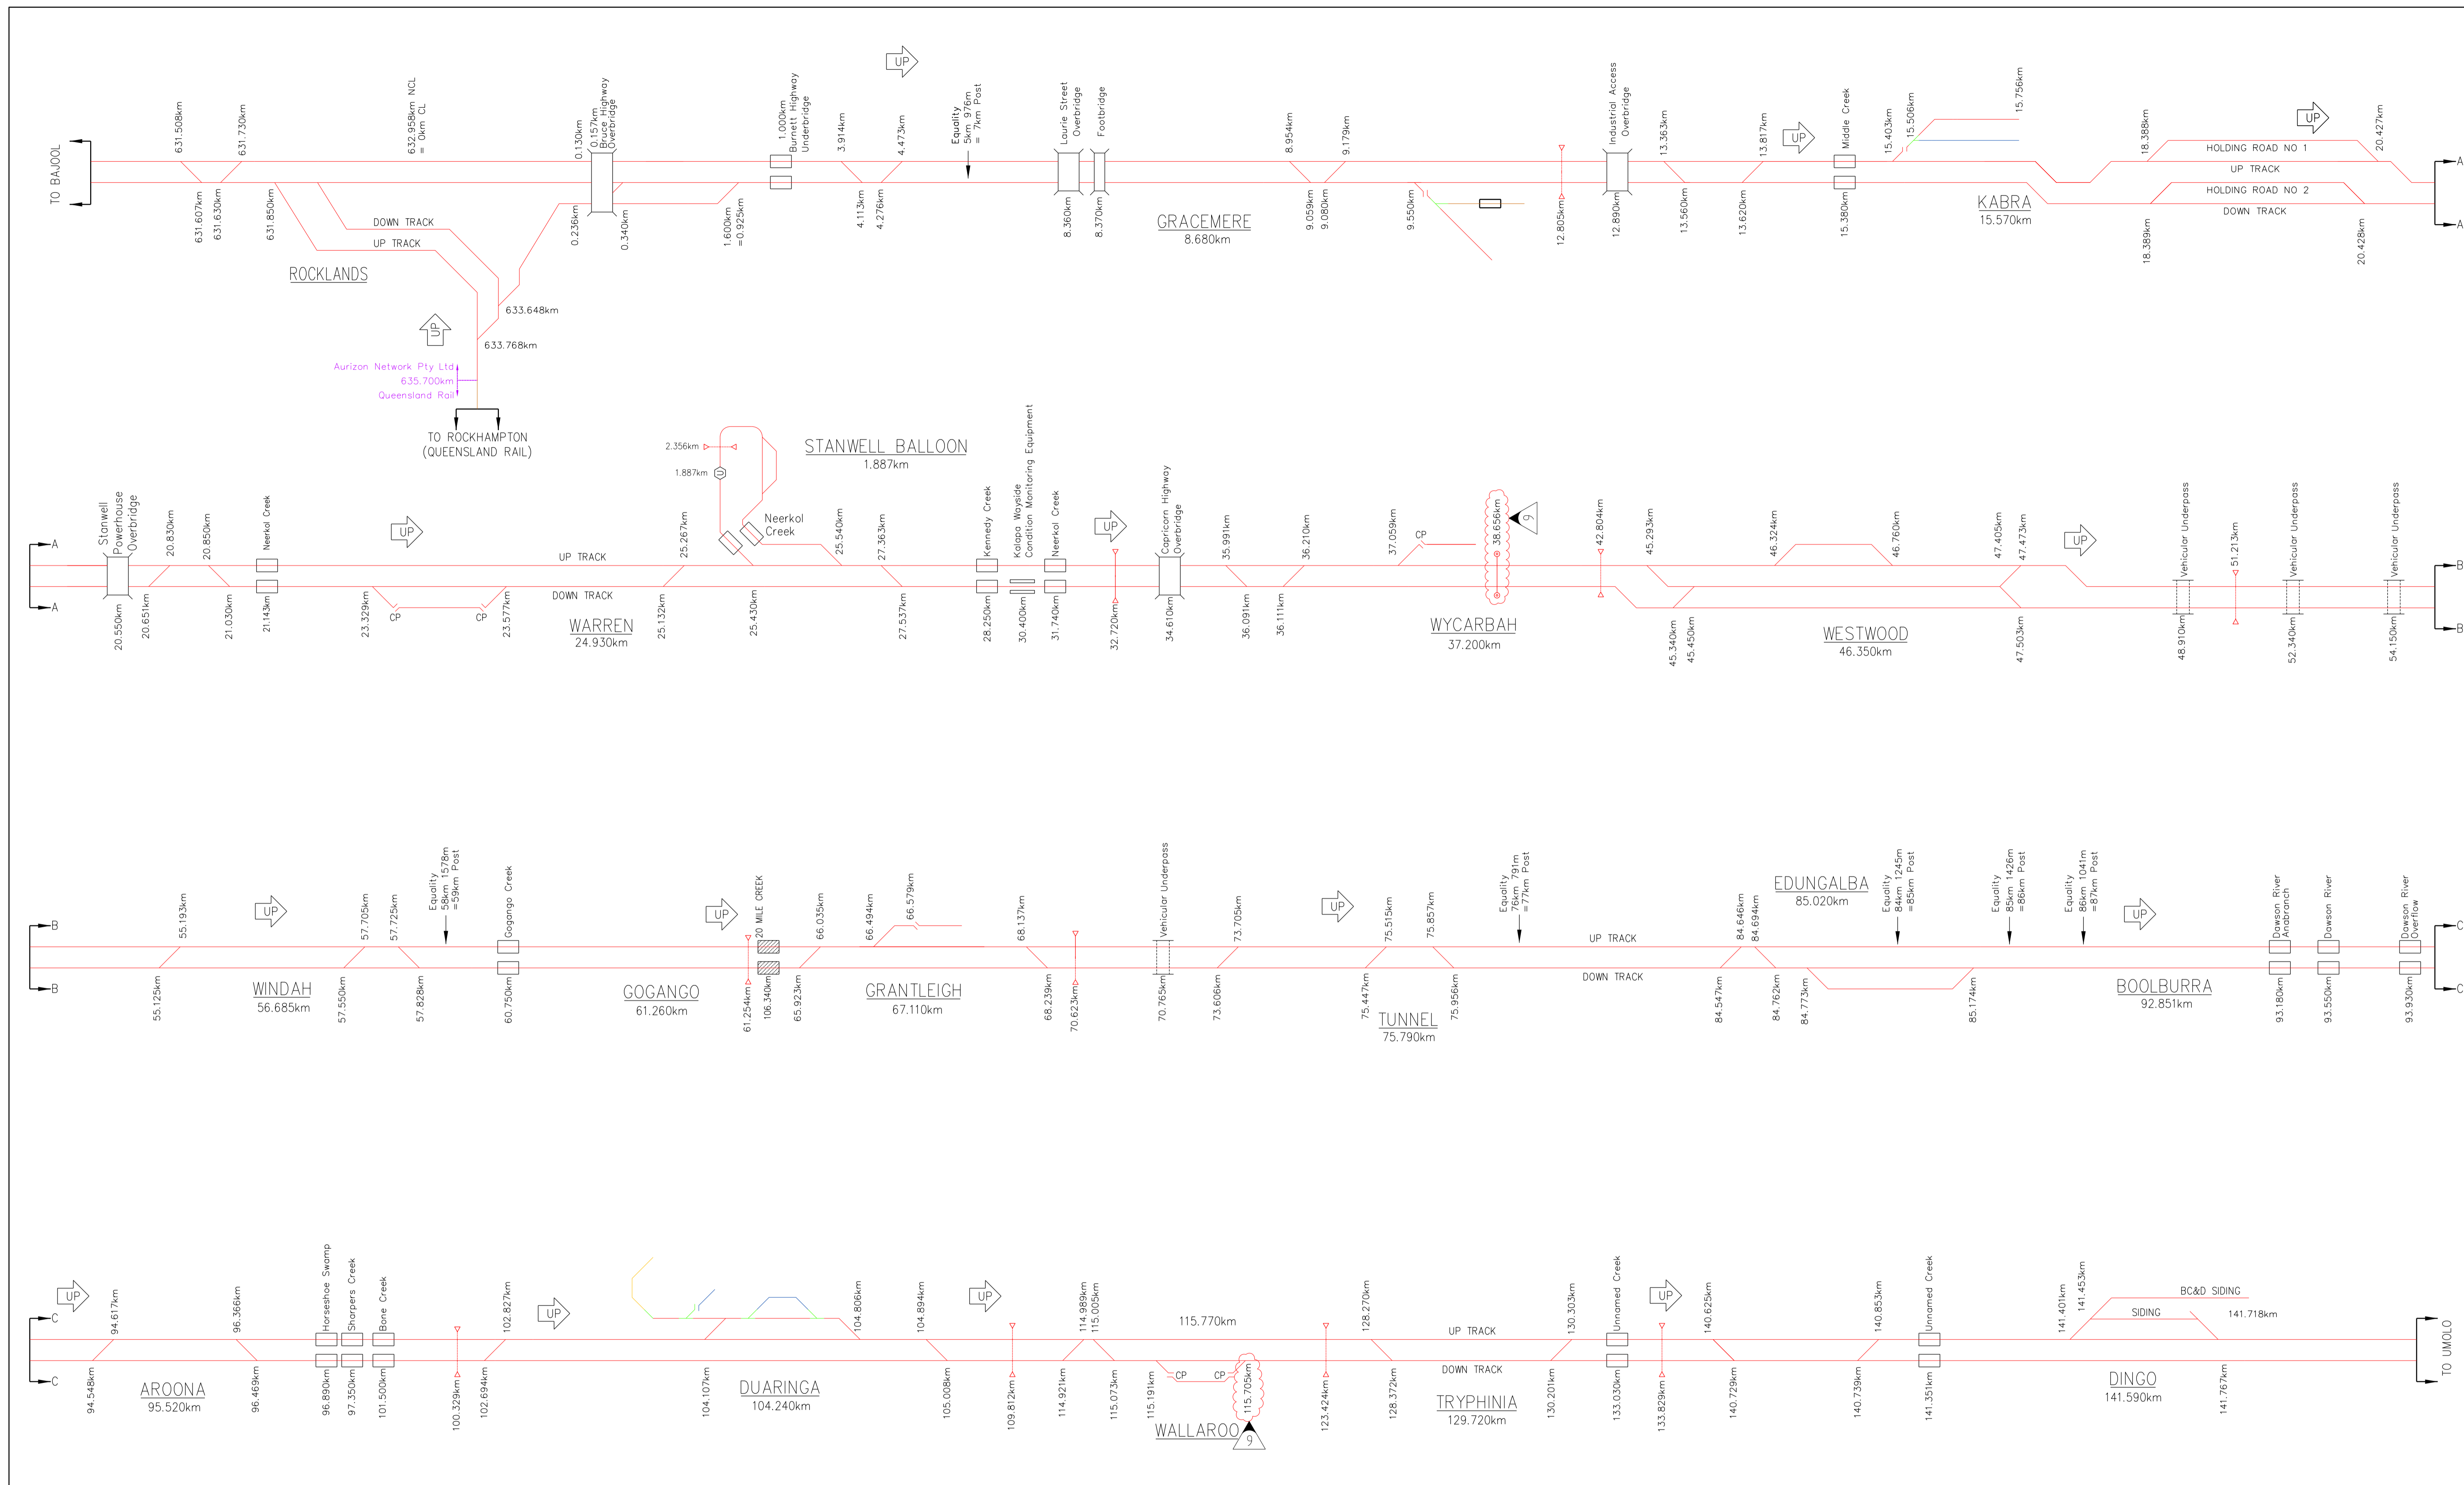 UP
TO BAJOOL
631.508km
631.730km
631.607km
631.630km
631.850km
632.958km NCL
= 0km CL
DOWN TRACK
UP TRACK
ROCKLANDS
633.648km
633.768km
UP
Aurizon Network Pty Ltd
635.700km
Queensland Rail
TO ROCKHAMPTON
(QUEENSLAND RAIL)
0.130km
0.157km
Bruce Highway
Overbridge
0.236km
0.340km
1.600km
=0.925km
1.000km
Burnett Highway
Underbridge
3.914km
4.473km
4.113km
4.276km
Equality
5km 976m
= 7km Post
Laurie Street
Overbridge
Footbridge
8.360km
8.370km
GRACEMERE
8.680km
8.954km
9.179km
9.059km
9.080km
9.550km
12.805km
Industrial Access
Overbridge
12.890km
13.363km
13.817km
13.560km
13.620km
UP
Middle Creek
15.380km
15.403km
15.506km
15.756km
KABRA
15.570km
18.388km
18.389km
UP
HOLDING ROAD NO 1
UP TRACK
HOLDING ROAD NO 2
DOWN TRACK
20.427km
20.428km
A
A
A
A
Stanwell
Powerhouse
Overbridge
20.550km
20.651km
20.830km
20.850km
21.030km
Neerkol Creek
21.143km
UP
23.329km
CP
CP
23.577km
UP TRACK
DOWN TRACK
WARREN
24.930km
25.132km
25.267km
2.356km
1.887km
U
STANWELL BALLOON
1.887km
Neerkol
Creek
25.430km
25.540km
27.363km
27.537km
Kennedy Creek
28.250km
Kalapa Wayside
Condition Monitoring Equipment
30.400km
Neerkol Creek
31.740km
UP
32.720km
Capricorn Highway
Overbridge
34.610km
35.991km
36.091km
36.111km
36.210km
37.059km
CP
WYCARBAH
37.200km
38.656km
9
42.804km
45.293km
45.340km
45.450km
46.324km
46.760km
WESTWOOD
46.350km
47.405km
47.473km
47.503km
UP
Vehicular Underpass
48.910km
51.213km
Vehicular Underpass
52.340km
Vehicular Underpass
54.150km
B
B
B
B
55.125km
55.193km
UP
WINDAH
56.685km
57.550km
57.705km
57.725km
57.828km
Equality
58km 1578m
=59km Post
Gogango Creek
60.750km
GOGANGO
61.260km
UP
61.254km
20 MILE CREEK
106.340km
65.923km
66.035km
66.494km
66.579km
GRANTLEIGH
67.110km
68.137km
68.239km
70.623km
Vehicular Underpass
70.765km
73.606km
73.705km
UP
75.447km
75.515km
TUNNEL
75.790km
75.857km
75.956km
Equality
76km 791m
=77km Post
UP TRACK
DOWN TRACK
84.547km
84.646km
84.694km
84.762km
84.773km
EDUNGALBA
85.020km
85.174km
Equality
84km 1245m
=85km Post
Equality
85km 1426m
=86km Post
Equality
86km 1041m
=87km Post
UP
BOOLBURRA
92.851km
Dawson River
Anabranch
93.180km
Dawson River
93.550km
Dawson River
Overflow
93.930km
C
C
C
C
UP
94.548km
94.617km
AROONA
95.520km
96.366km
96.469km
Horseshoe Swamp
96.890km
Sharpers Creek
97.350km
Bone Creek
101.500km
100.329km
102.694km
102.827km
UP
104.107km
DUARINGA
104.240km
104.806km
104.894km
105.008km
UP
109.812km
114.921km
114.989km
115.005km
115.073km
115.191km
CP
CP
115.770km
115.705km
WALLAROO
9
123.424km
128.270km
128.372km
UP TRACK
DOWN TRACK
TRYPHINIA
129.720km
130.201km
130.303km
Unnamed Creek
133.030km
UP
133.829km
140.625km
140.729km
140.739km
140.853km
Unnamed Creek
141.351km
141.401km
141.453km
BC&D SIDING
SIDING
141.718km
DINGO
141.590km
141.767km
TO UMOLO